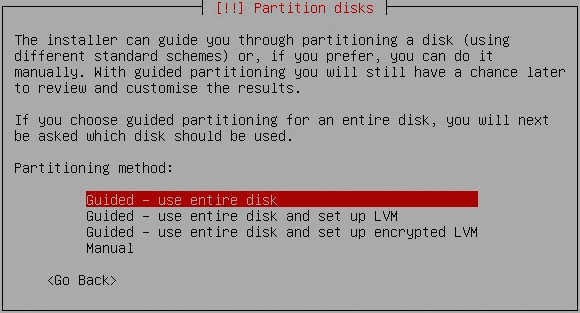 [!!] Partition disks
The installer can guide you through partitioning a disk (using
different standard schemes) or, if you prefer, you can do it
manually. With guided partitioning you will still have a chance later
to review and customise the results.
If you choose guided partitioning for an entire disk, you will next
be asked which disk should be used.
Partitioning method:
Guided - use entire disk
Guided - use entire disk and set up LVM
Guided - use entire disk and set up encrypted LVM
Manual
<Go Back>